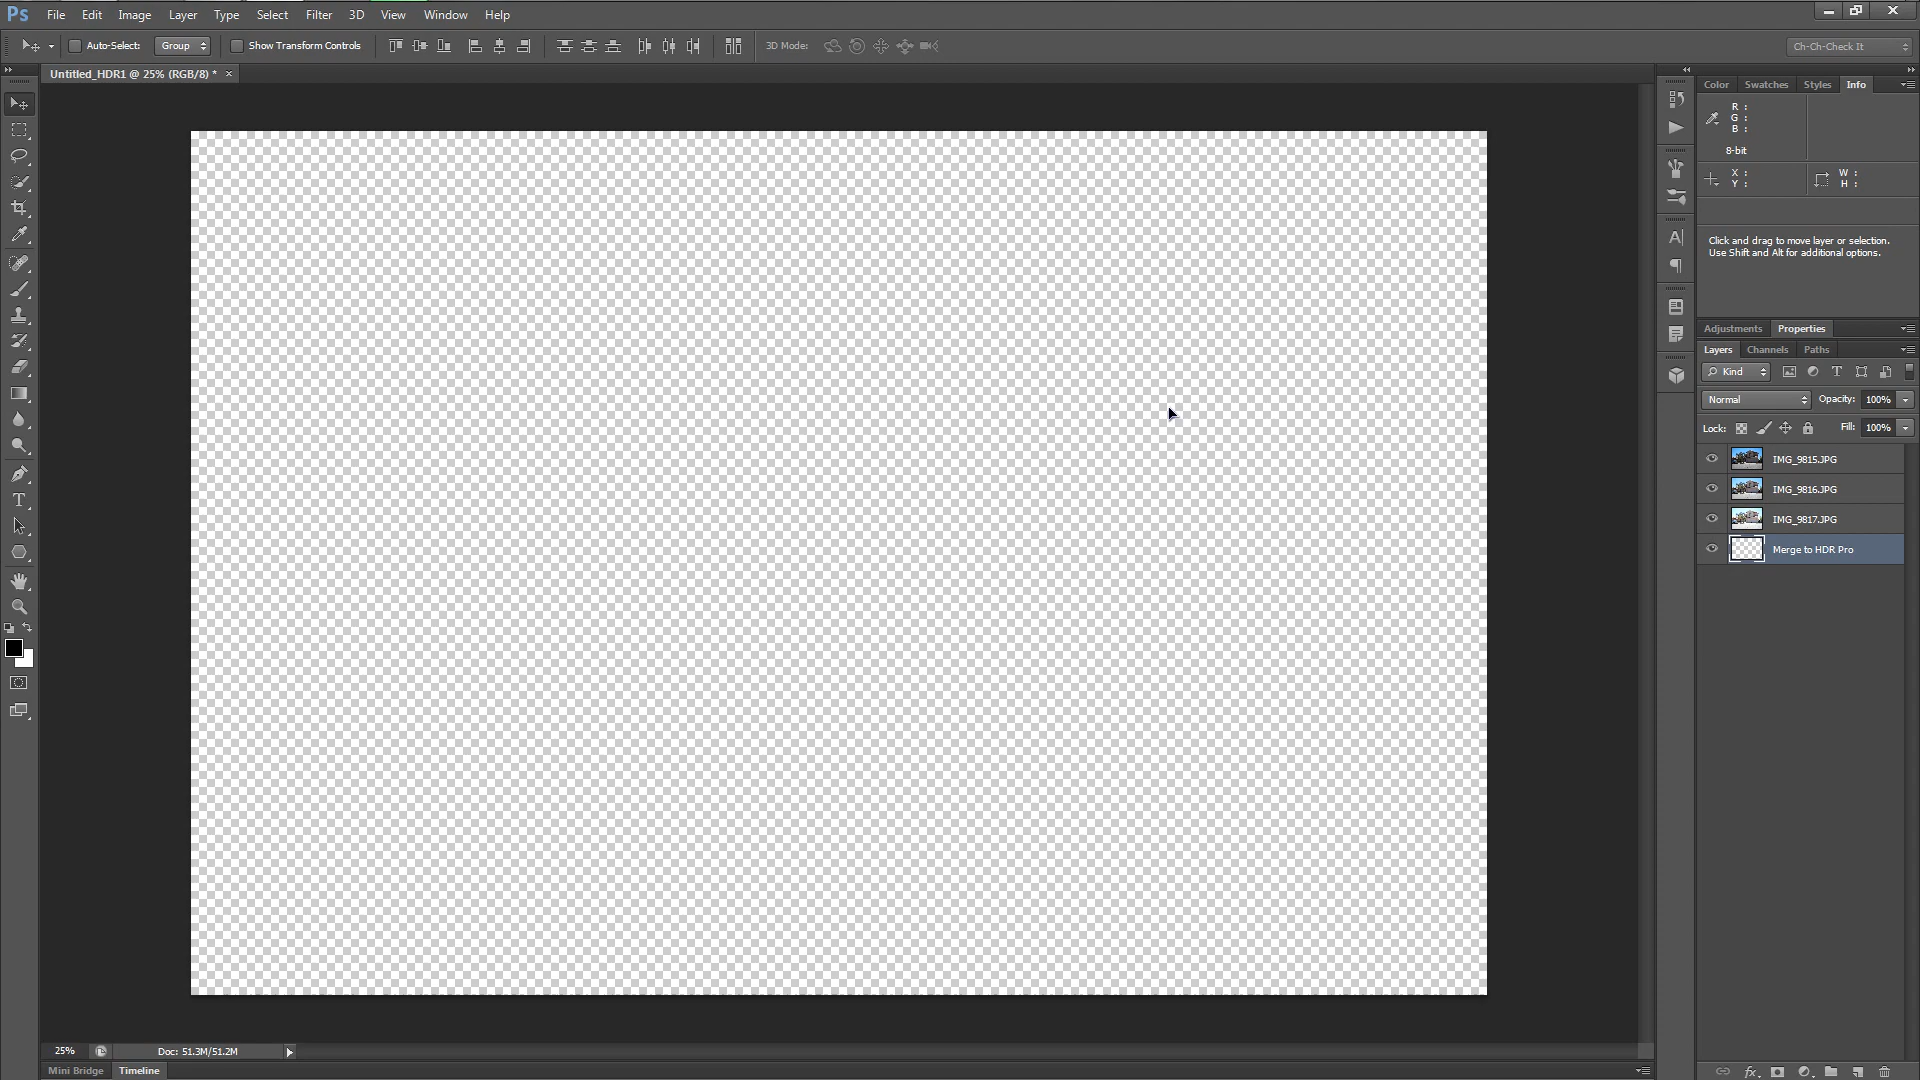 Ps File Edit Image Layer Type Select Filter 3D View Window Help
Auto-Select: Group Show Transform Controls 3D Mode: Ch-Ch-Check It
Untitled_HDR1 @ 25% (RGB/8) * ×
Color Swatches Styles Info
R :
G :
B :
8-bit
X :
Y :
W :
H :
Click and drag to move layer or selection.
Use Shift and Alt for additional options.
Adjustments Properties
Layers Channels Paths
Kind
Normal Opacity: 100%
Lock: Fill: 100%
IMG_9815.JPG
IMG_9816.JPG
IMG_9817.JPG
Merge to HDR Pro
25% Doc: 51.3M/51.2M
Mini Bridge Timeline
fx